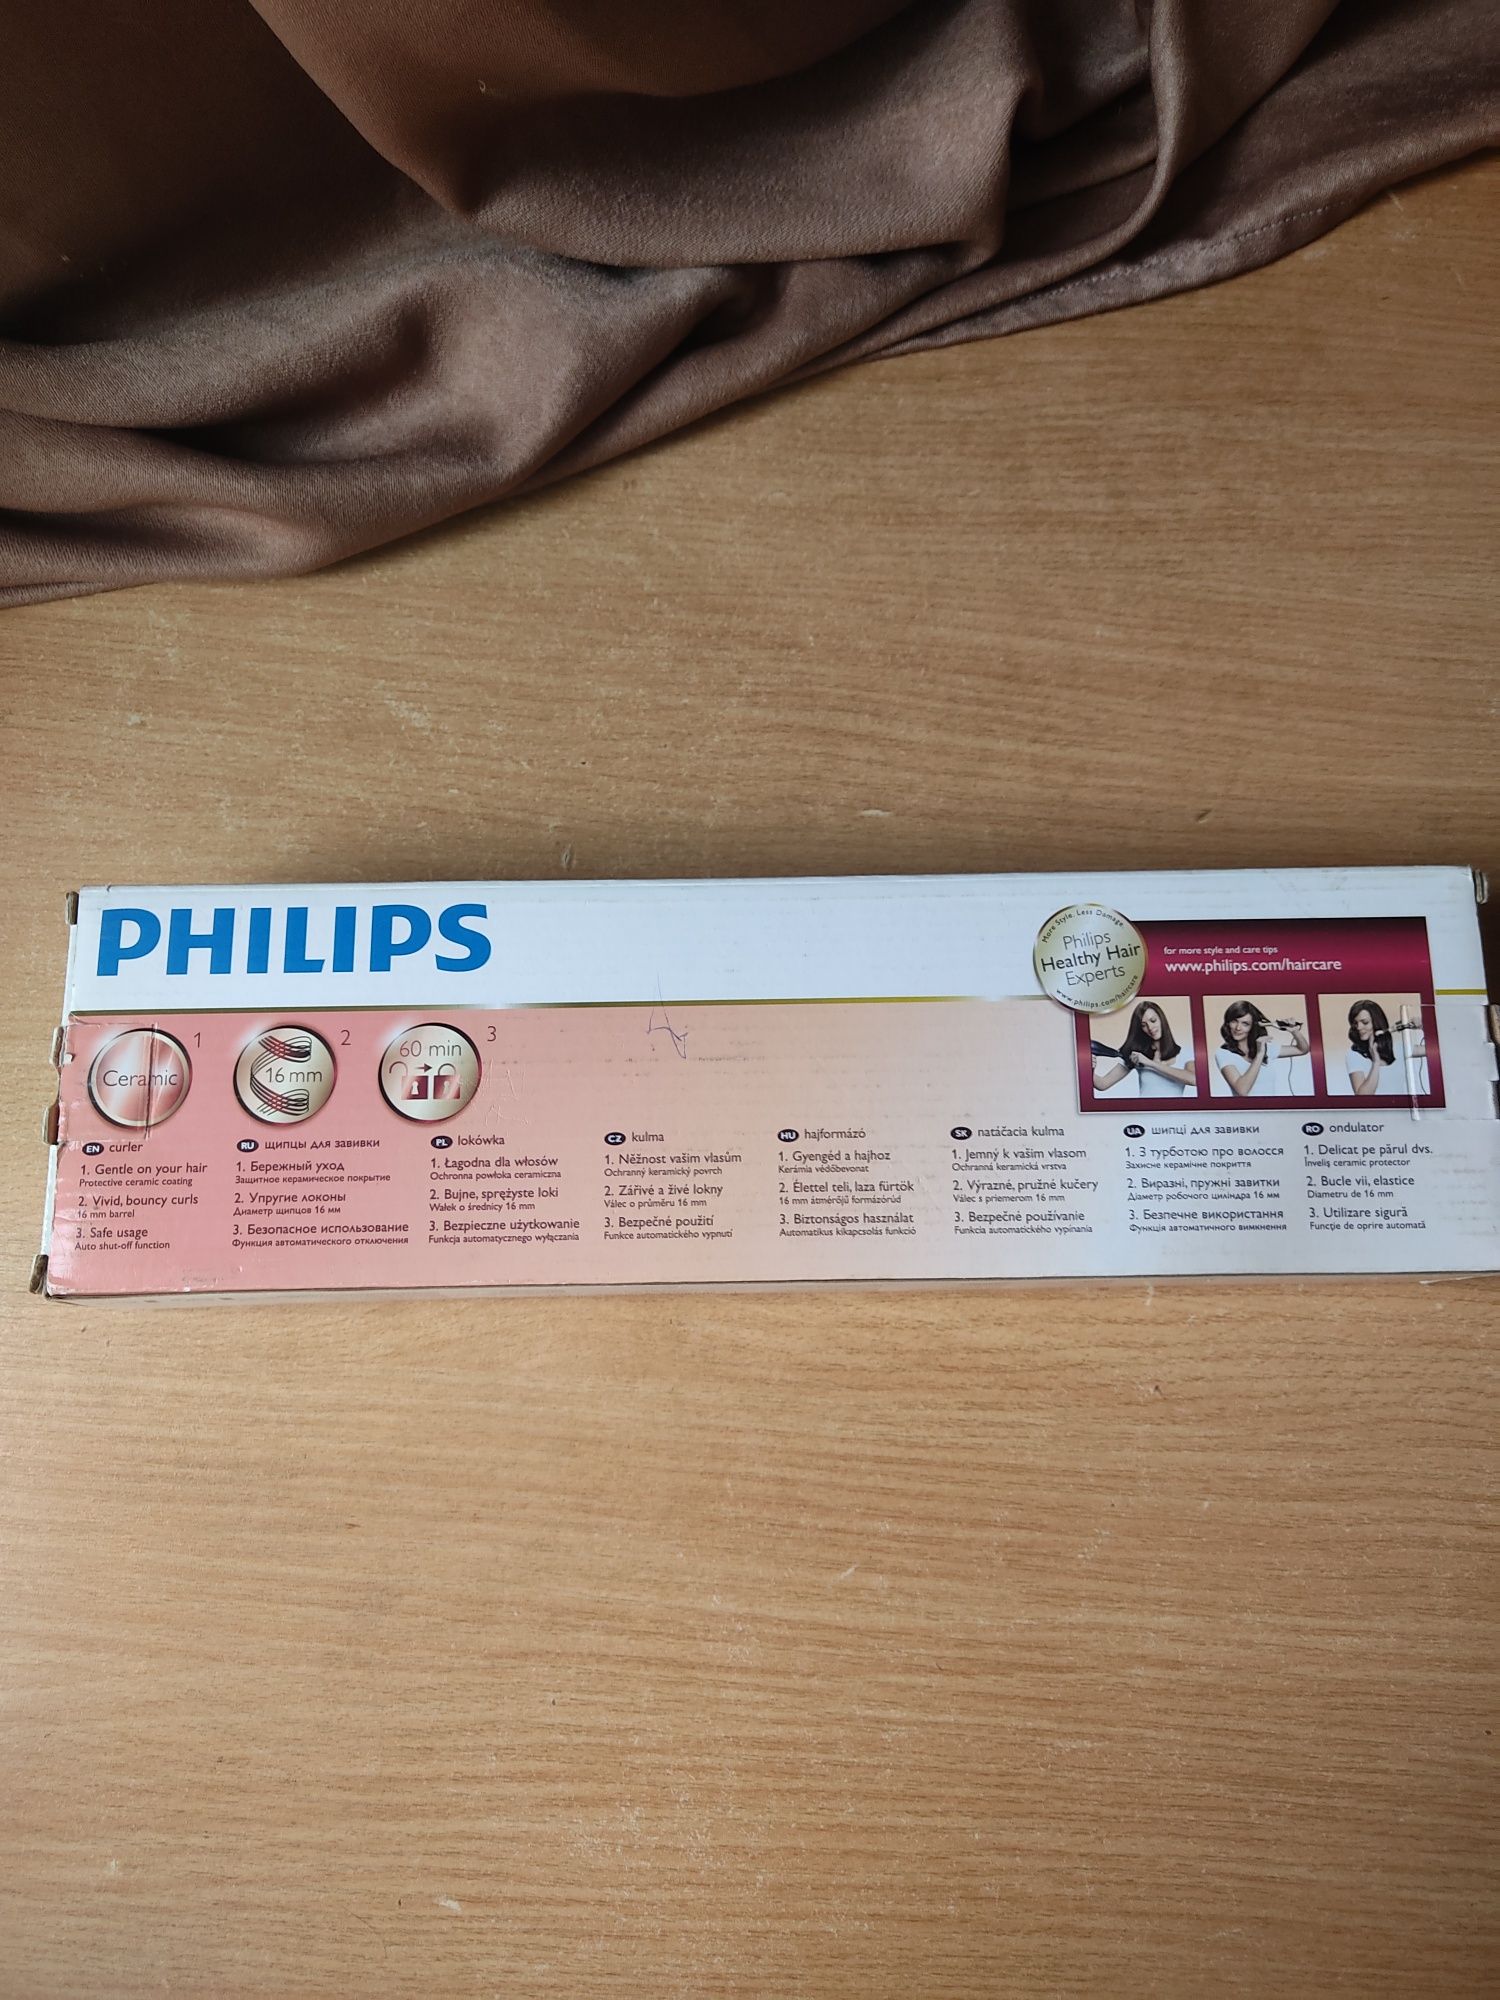 PHILIPS
More Style. Less Damage.
Philips
Healthy Hair
Experts
www.philips.com/haircare
for more style and care tips
www.philips.com/haircare
Ceramic
1
16 mm
2
60 min
3
EN curler
1. Gentle on your hair
Protective ceramic coating
2. Vivid, bouncy curls
16 mm barrel
3. Safe usage
Auto shut-off function
RU щипцы для завивки
1. Бережный уход
Защитное керамическое покрытие
2. Упругие локоны
Диаметр щипцов 16 мм
3. Безопасное использование
Функция автоматического отключения
PL lokówka
1. Łagodna dla włosów
Ochronna powłoka ceramiczna
2. Bujne, sprężyste loki
Wałek o średnicy 16 mm
3. Bezpieczne użytkowanie
Funkcja automatycznego wyłączania
CZ kulma
1. Něžnost vašim vlasům
Ochranný keramický povrch
2. Zářivé a živé lokny
Válec o průměru 16 mm
3. Bezpečné použití
Funkce automatického vypnutí
HU hajformázó
1. Gyengéd a hajhoz
Kerámia védőbevonat
2. Élettel teli, laza fürtök
16 mm átmérőjű formázórúd
3. Biztonságos használat
Automatikus kikapcsolás funkció
SK natáčacia kulma
1. Jemný k vašim vlasom
Ochranná keramická vrstva
2. Výrazné, pružné kučery
Válec s priemerom 16 mm
3. Bezpečné používanie
Funkcia automatického vypínania
UA щипці для завивки
1. З турботою про волосся
Захисне керамічне покриття
2. Виразні, пружні завитки
Діаметр робочого циліндра 16 мм
3. Безпечне використання
Функція автоматичного вимкнення
RO ondulator
1. Delicat pe părul dvs.
Înveliş ceramic protector
2. Bucle vii, elastice
Diametru de 16 mm
3. Utilizare sigură
Funcţie de oprire automată